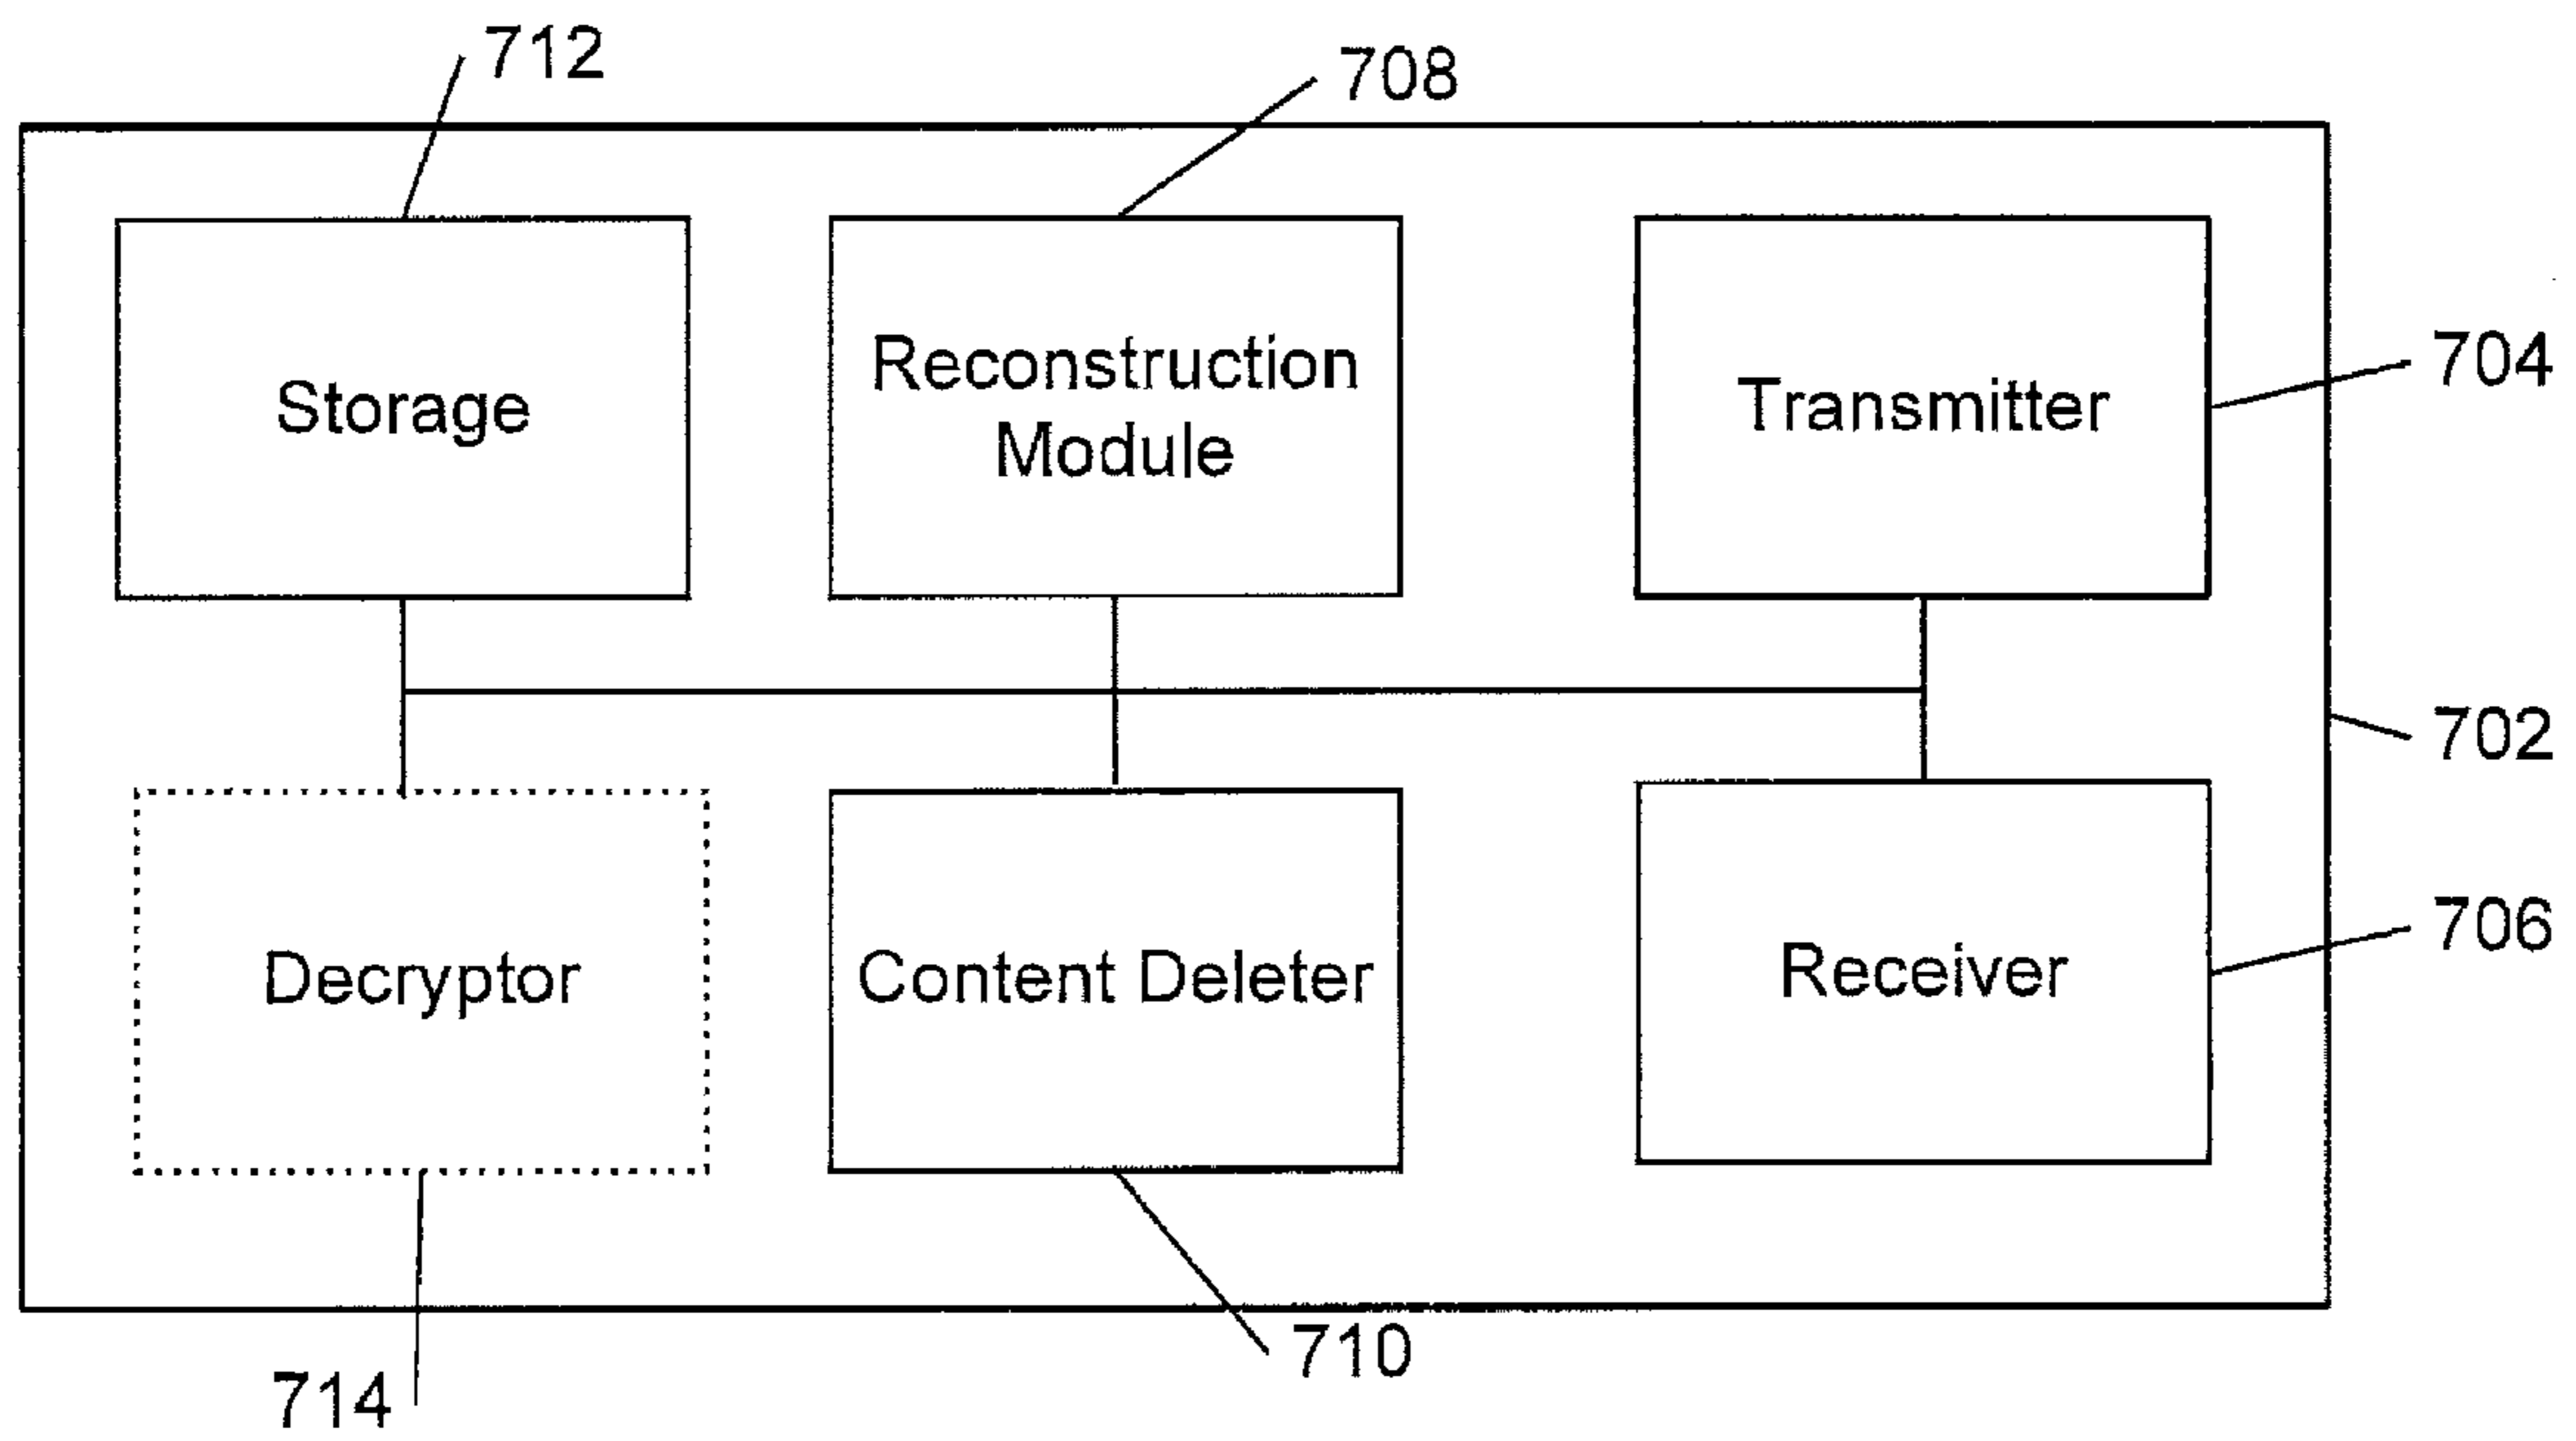 712
708
Storage
Reconstruction
Module
Transmitter
704
702
Decryptor
Content Deleter
Receiver
706
714
710